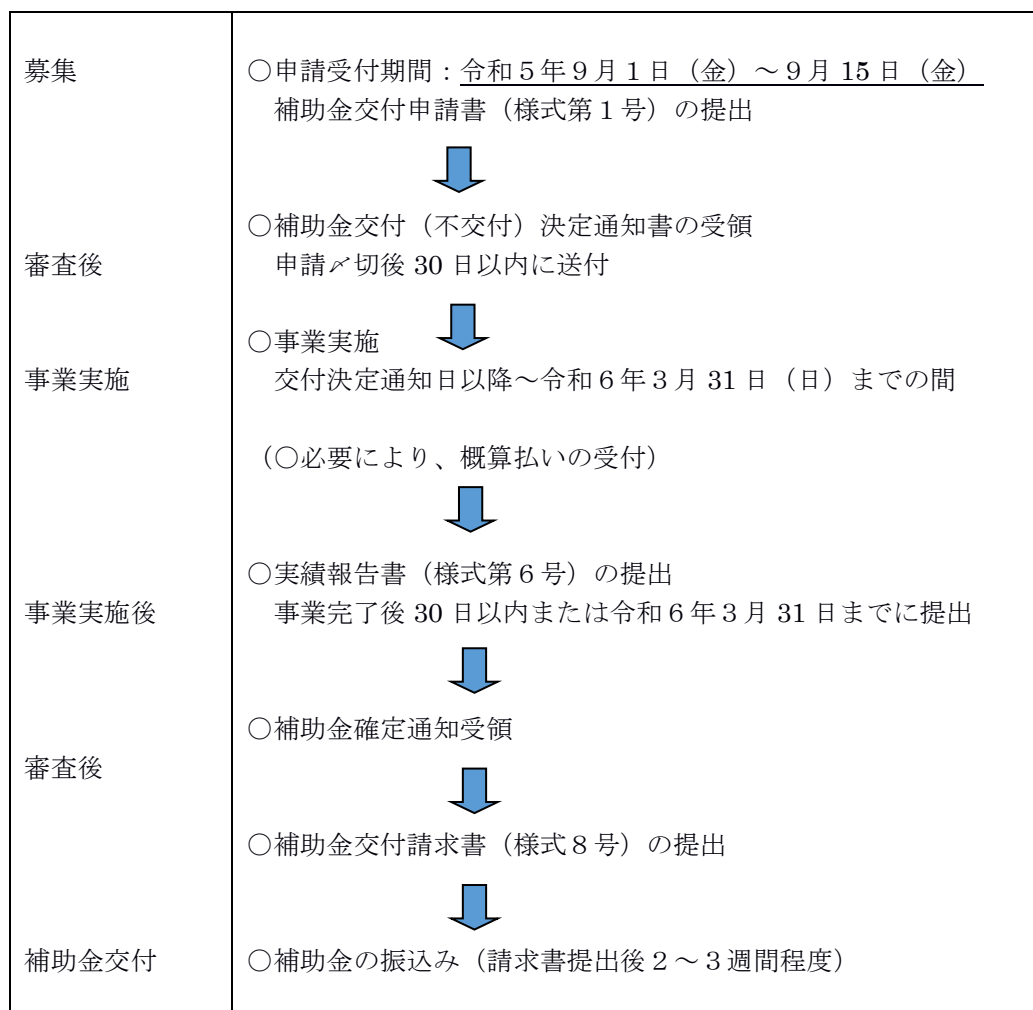 募集
○申請受付期間：令和５年９月１日（金）～９月 15 日（金）
補助金交付申請書（様式第１号）の提出
○補助金交付（不交付）決定通知書の受領
審査後
申請〆切後 30 日以内に送付
○事業実施
事業実施
交付決定通知日以降～令和６年３月 31 日（日）までの間
（○必要により、概算払いの受付）
○実績報告書（様式第６号）の提出
事業実施後
事業完了後 30 日以内または令和６年３月 31 日までに提出
○補助金確定通知受領
審査後
○補助金交付請求書（様式８号）の提出
補助金交付
○補助金の振込み（請求書提出後２～３週間程度）